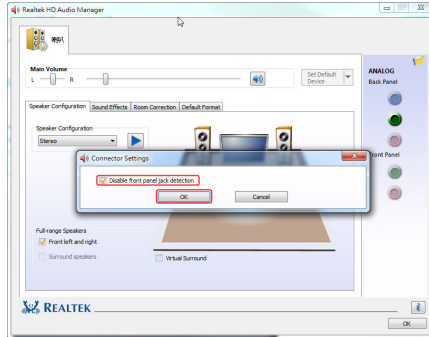 Realtek HD Audio Manager
喇叭
Main Volume
L R
Set Default
Device
ANALOG
Back Panel
Speaker Configuration Sound Effects Room Correction Default Format
Speaker Configuration
Stereo
Front Panel
Connector Settings
Disable front panel jack detection
OK Cancel
Full-range Speakers
Front left and right
Surround speakers
Virtual Surround
REALTEK
OK